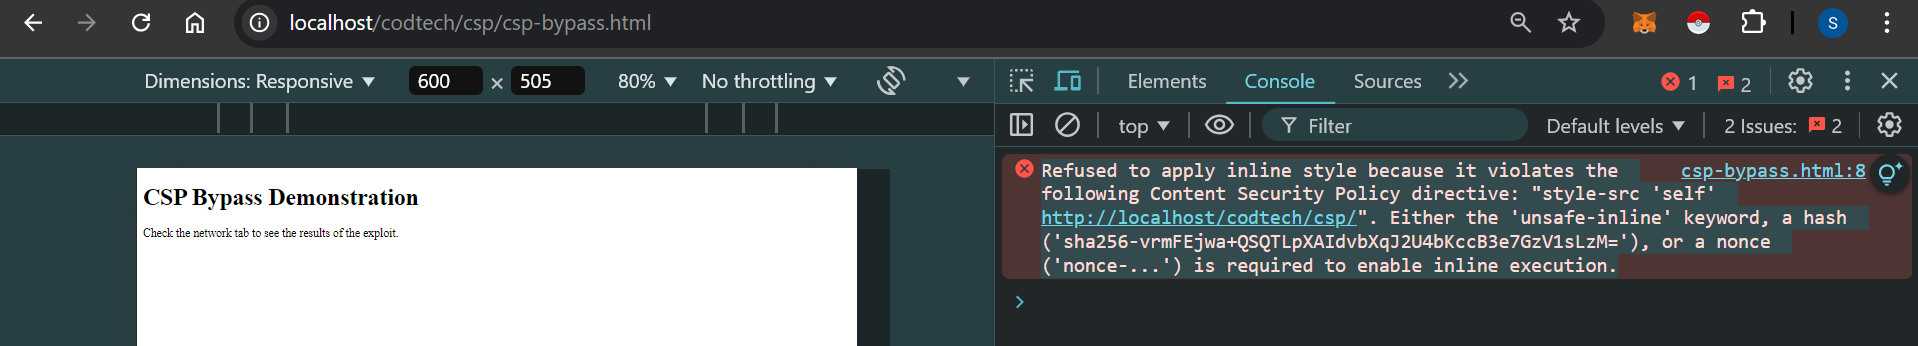 localhost/codtech/csp/csp-bypass.html
S
Dimensions: Responsive 600 × 505 80% No throttling
Elements Console Sources 1 2
top Filter Default levels 2 Issues: 2
CSP Bypass Demonstration
Check the network tab to see the results of the exploit.
Refused to apply inline style because it violates the csp-bypass.html:8
following Content Security Policy directive: "style-src 'self'
http://localhost/codtech/csp/". Either the 'unsafe-inline' keyword, a hash
('sha256-vrmFEjwa+QSQTLpXAIdvbXqJ2U4bKccB3e7GzV1sLzM='), or a nonce
('nonce-...') is required to enable inline execution.